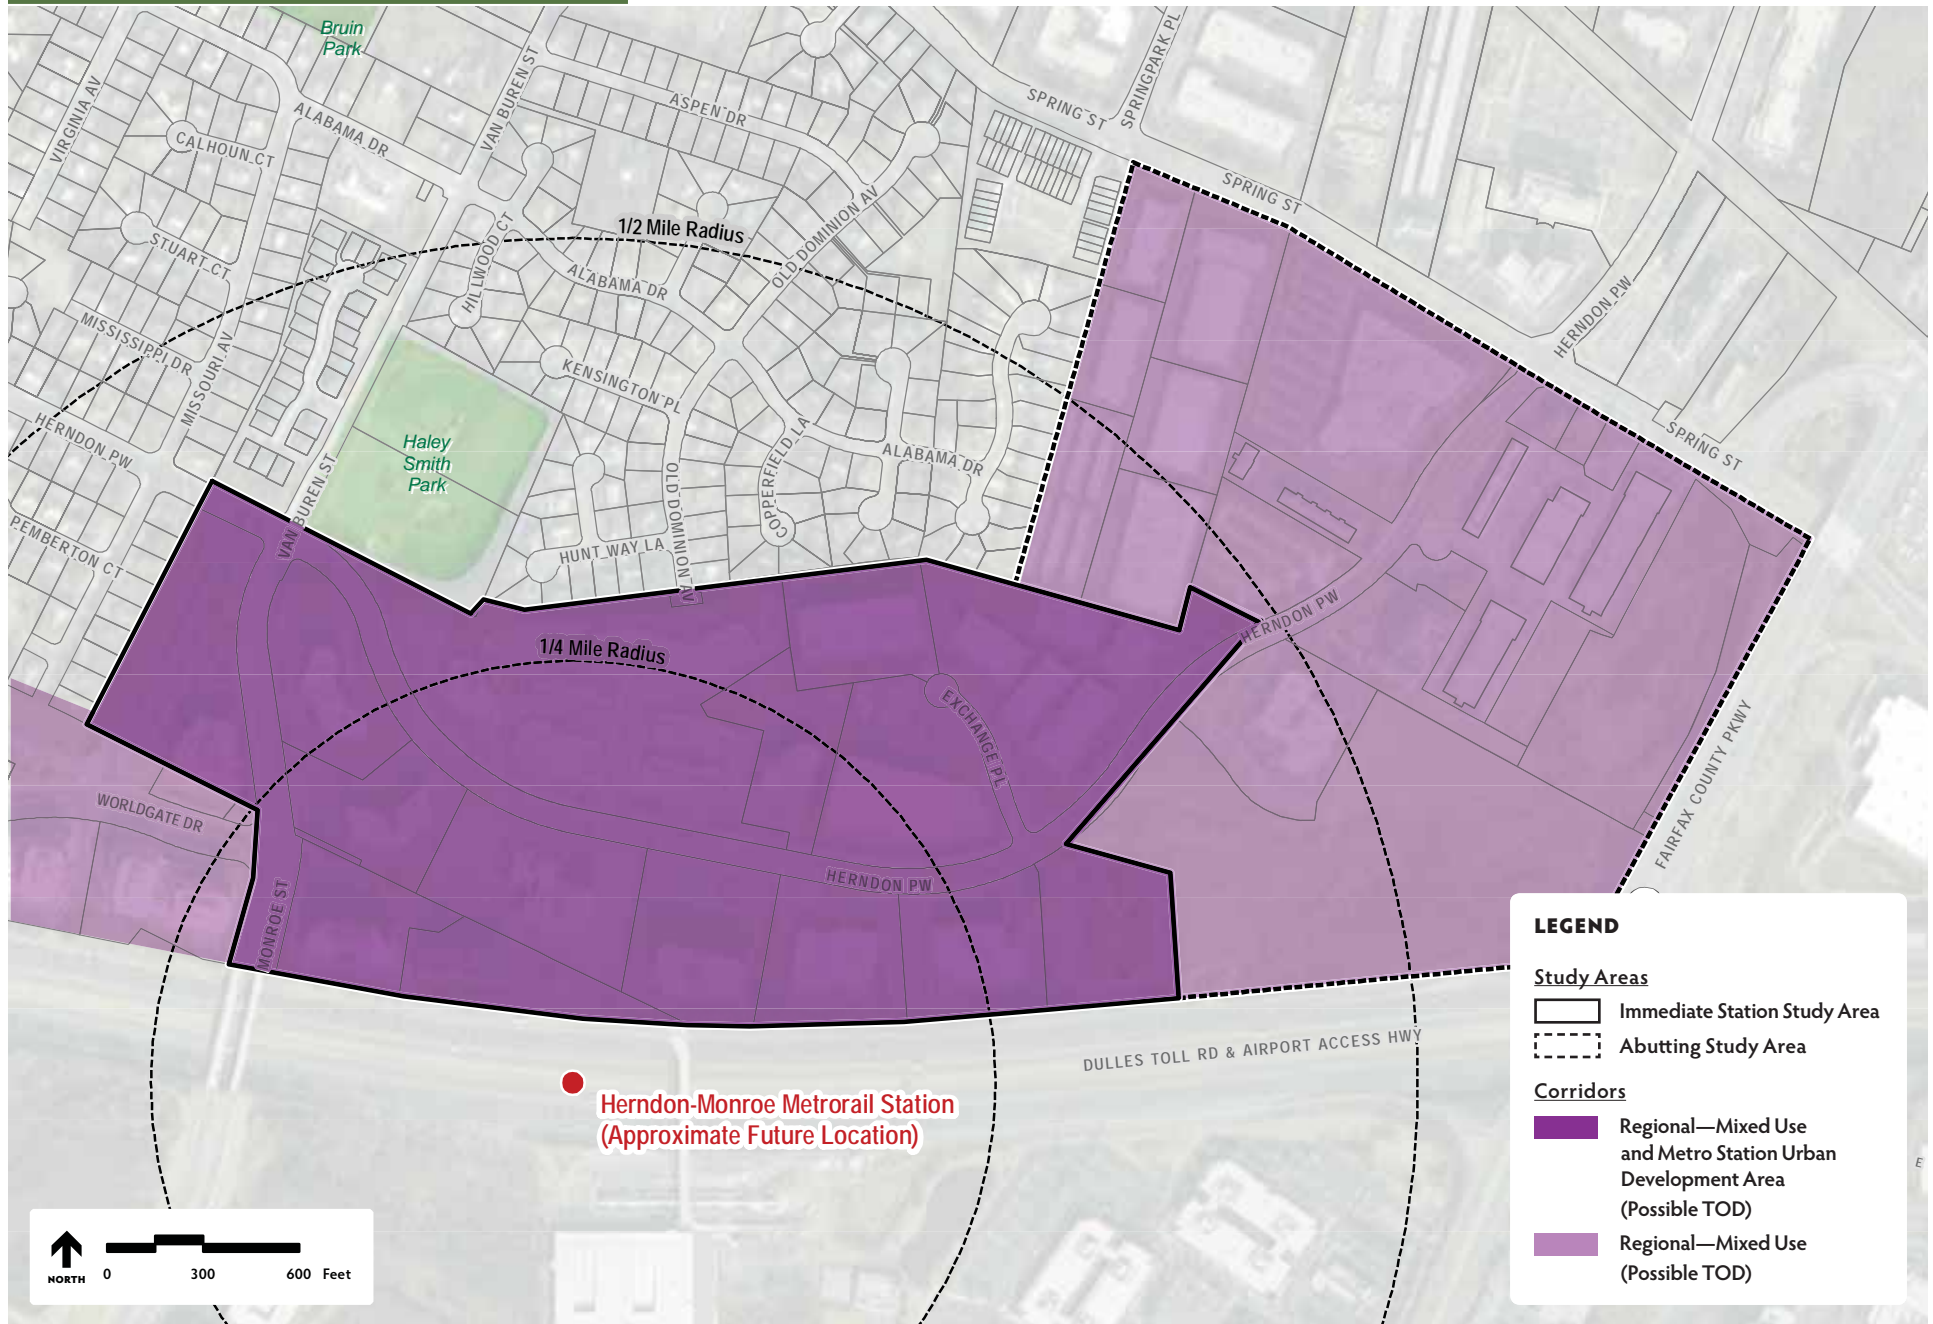 Bruin
Park
VAN BUREN ST
SPRINGPARK PL
VIRGINIA AV
ALABAMA DR
ASPEN DR
SPRING ST
CALHOUN CT
SPRING ST
STUART CT
HILLWOOD CT
1/2 Mile Radius
OLD DOMINION AV
ALABAMA DR
HERNDON PW
MISSISSIPPI DR
MISSOURI AV
KENSINGTON PL
HERNDON PW
Haley
Smith
Park
COPPERFIELD LA
ALABAMA DR
SPRING ST
VAN BUREN ST
OLD DOMINION AV
PEMBERTON CT
VAN BUREN ST
HUNT WAY LA
HERNDON PW
1/4 Mile Radius
EXCHANGE PL
FAIRFAX COUNTY PKWY
WORLDGATE DR
HERNDON PW
MONROE ST
DULLES TOLL RD & AIRPORT ACCESS HWY
Herndon-Monroe Metrorail Station
(Approximate Future Location)
LEGEND
Study Areas
Immediate Station Study Area
Abutting Study Area
Corridors
Regional—Mixed Use
and Metro Station Urban
Development Area
(Possible TOD)
Regional—Mixed Use
(Possible TOD)
E
NORTH
0 300 600 Feet